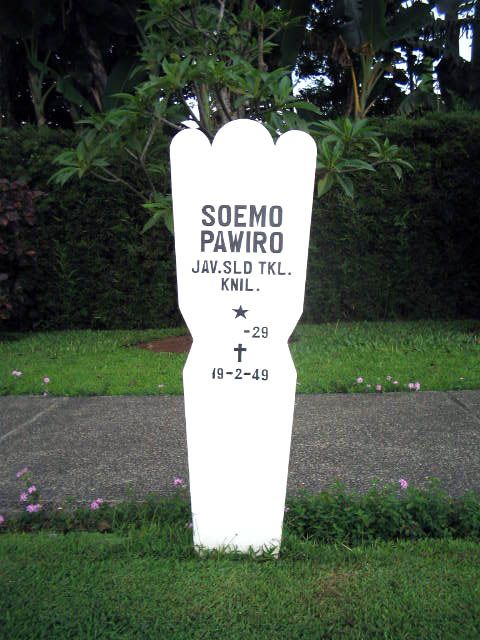 SOEMO
PAWIRO
JAV.SLD TKL.
KNIL.
★
-29
✝
19-2-49